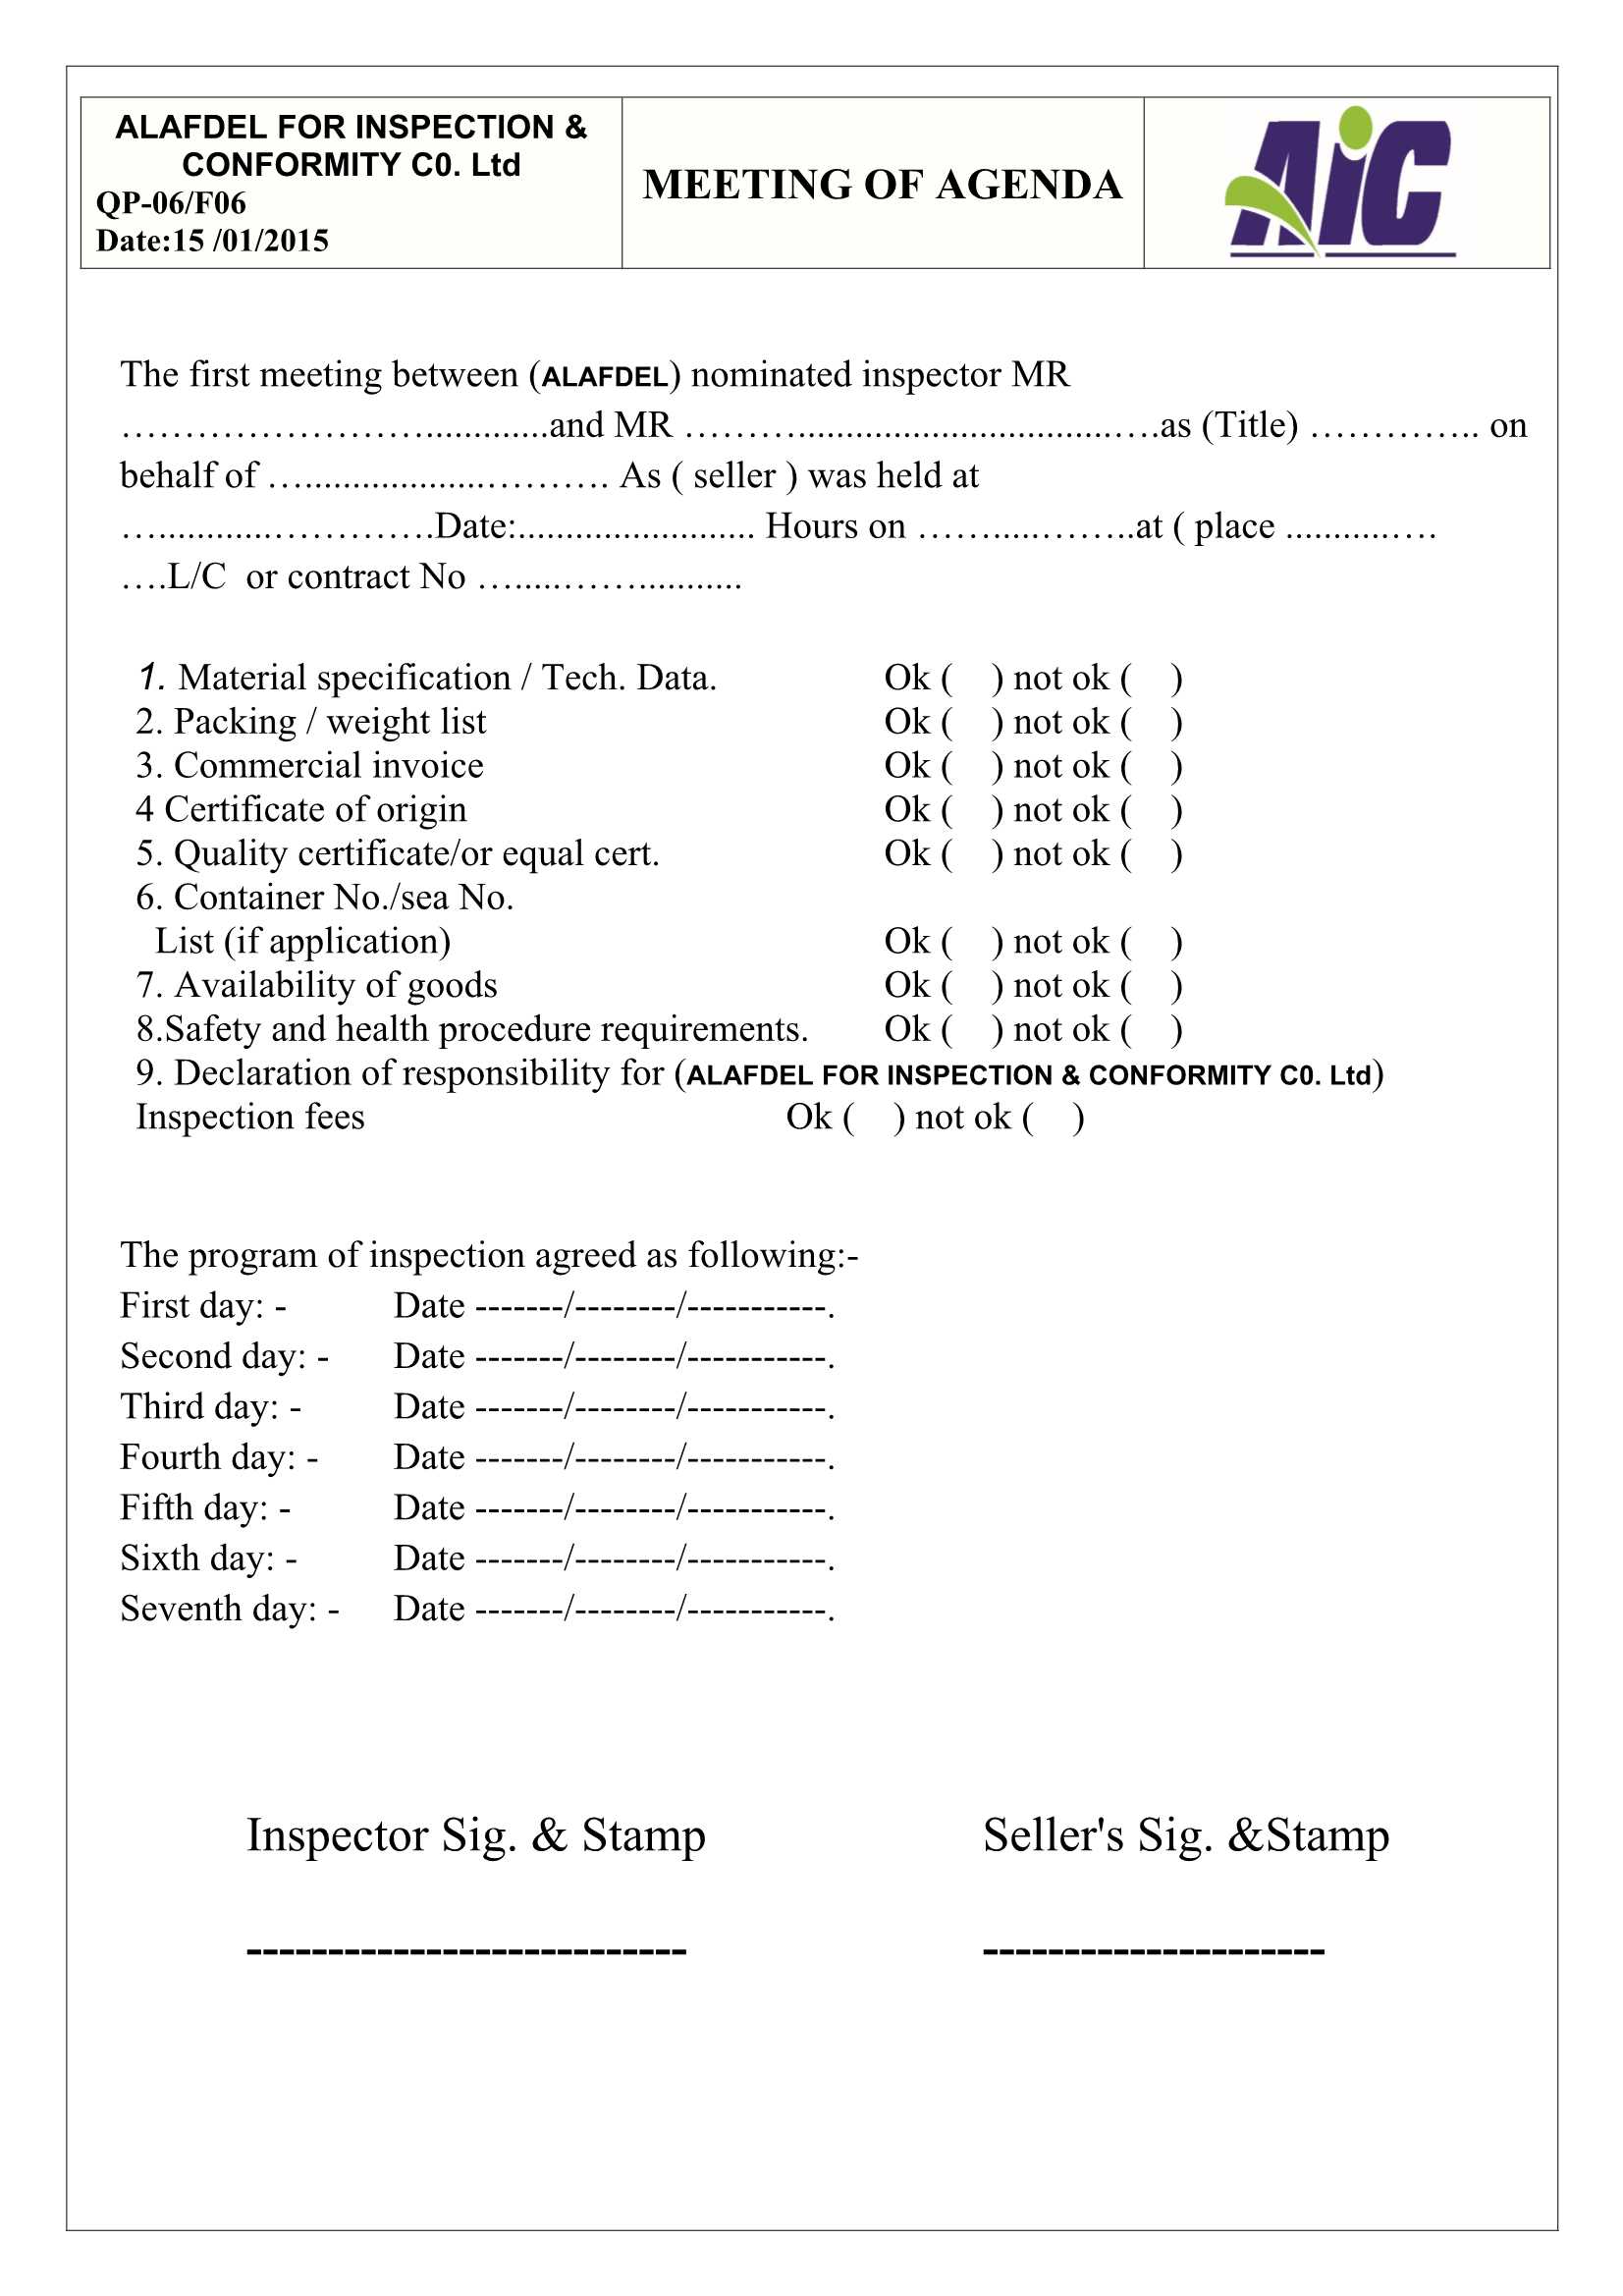 ALAFDEL FOR INSPECTION &
CONFORMITY C0. Ltd
QP-06/F06
Date:15 /01/2015
MEETING OF AGENDA
AiC
The first meeting between (ALAFDEL) nominated inspector MR
……………………..............and MR ………...................................….as (Title) ………….. on
behalf of …....................………. As ( seller ) was held at
…............………….Date:......................... Hours on …….....……..at ( place ...........….
….L/C  or contract No …......……...........
1. Material specification / Tech. Data. Ok (    ) not ok (    )
2. Packing / weight list Ok (    ) not ok (    )
3. Commercial invoice Ok (    ) not ok (    )
4 Certificate of origin Ok (    ) not ok (    )
5. Quality certificate/or equal cert. Ok (    ) not ok (    )
6. Container No./sea No.
List (if application) Ok (    ) not ok (    )
7. Availability of goods Ok (    ) not ok (    )
8.Safety and health procedure requirements. Ok (    ) not ok (    )
9. Declaration of responsibility for (ALAFDEL FOR INSPECTION & CONFORMITY C0. Ltd)
Inspection fees Ok (    ) not ok (    )
The program of inspection agreed as following:-
First day: - Date -------/--------/-----------.
Second day: - Date -------/--------/-----------.
Third day: - Date -------/--------/-----------.
Fourth day: - Date -------/--------/-----------.
Fifth day: - Date -------/--------/-----------.
Sixth day: - Date -------/--------/-----------.
Seventh day: - Date -------/--------/-----------.
Inspector Sig. & Stamp Seller's Sig. &Stamp
--------------------------- ---------------------